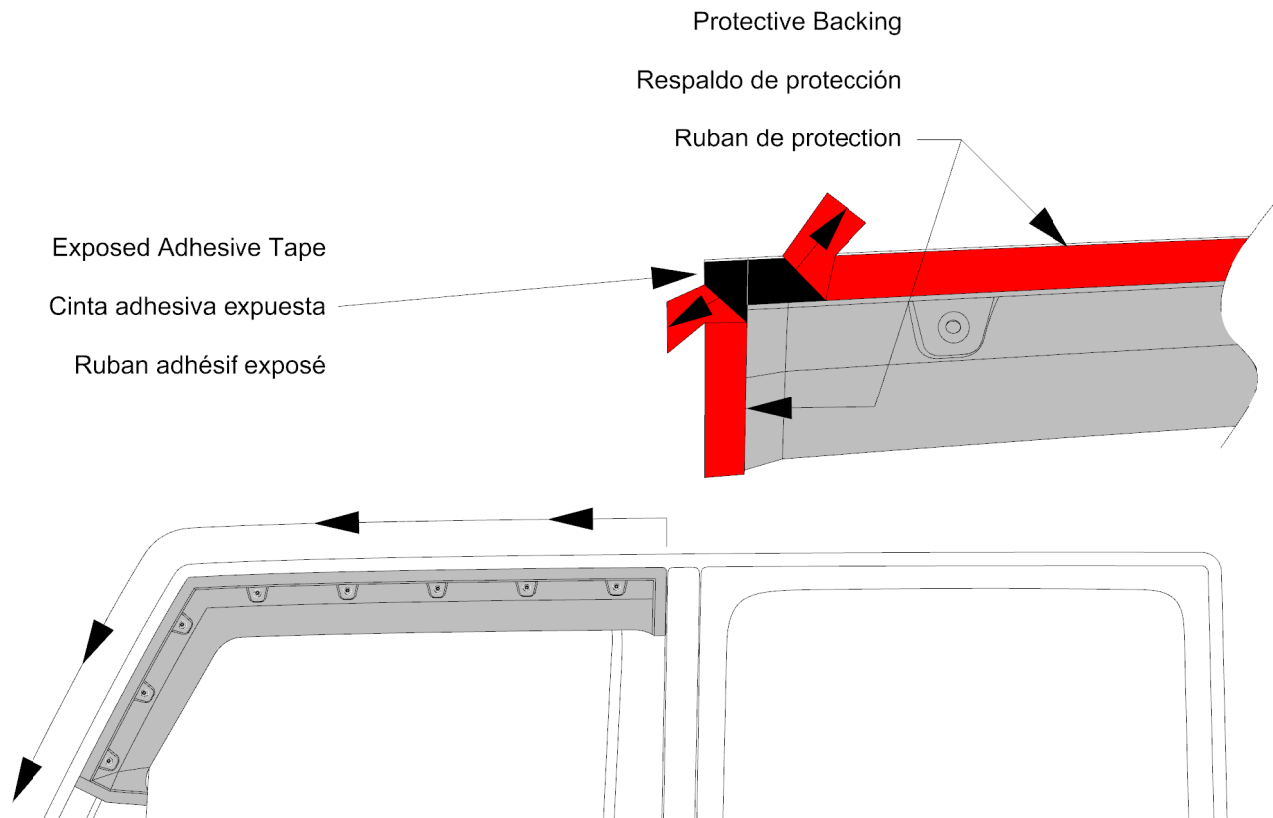 Protective Backing
Respaldo de protección
Ruban de protection
Exposed Adhesive Tape
Cinta adhesiva expuesta
Ruban adhésif exposé